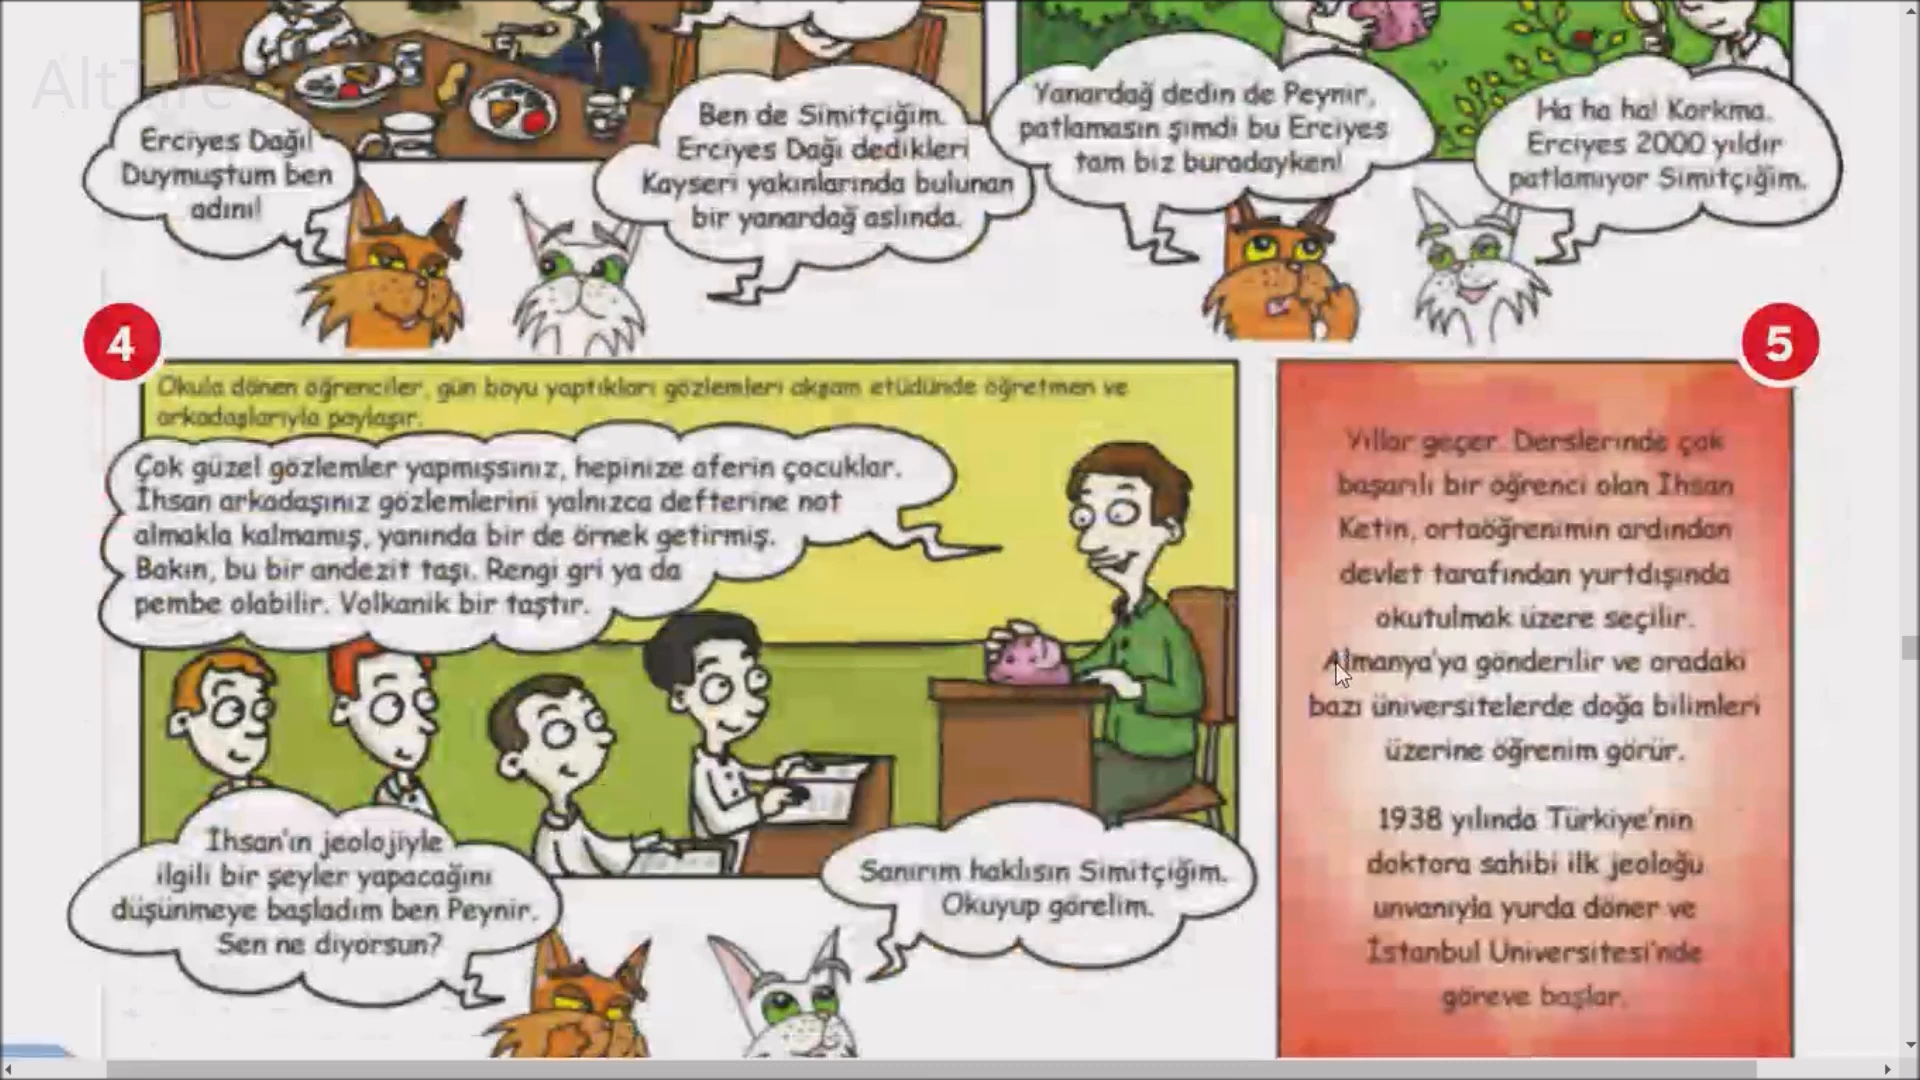 Erciyes Dağı!
Duymuştum ben
adını!
Ben de Simitçiğim.
Erciyes Dağı dedikleri
Kayseri yakınlarında bulunan
bir yanardağ aslında.
Yanardağ dedin de Peynir,
patlamasın şimdi bu Erciyes
tam biz buradayken!
Ha ha ha! Korkma.
Erciyes 2000 yıldır
patlamıyor Simitçiğim.
4
Okula dönen öğrenciler, gün boyu yaptıkları gözlemleri akşam etüdünde öğretmen ve
arkadaşlarıyla paylaşır.
Çok güzel gözlemler yapmışsınız, hepinize aferin çocuklar.
İhsan arkadaşınız gözlemlerini yalnızca defterine not
almakla kalmamış, yanında bir de örnek getirmiş.
Bakın, bu bir andezit taşı. Rengi gri ya da
pembe olabilir. Volkanik bir taştır.
İhsan'ın jeolojiyle
ilgili bir şeyler yapacağını
düşünmeye başladım ben Peynir.
Sen ne diyorsun?
Sanırım haklısın Simitçiğim.
Okuyup görelim.
5
Yıllar geçer. Derslerinde çok
başarılı bir öğrenci olan İhsan
Ketin, ortaöğrenimin ardından
devlet tarafından yurtdışında
okutulmak üzere seçilir.
Almanya'ya gönderilir ve oradaki
bazı üniversitelerde doğa bilimleri
üzerine öğrenim görür.
1938 yılında Türkiye'nin
doktora sahibi ilk jeoloğu
unvanıyla yurda döner ve
İstanbul Üniversitesi'nde
göreve başlar.